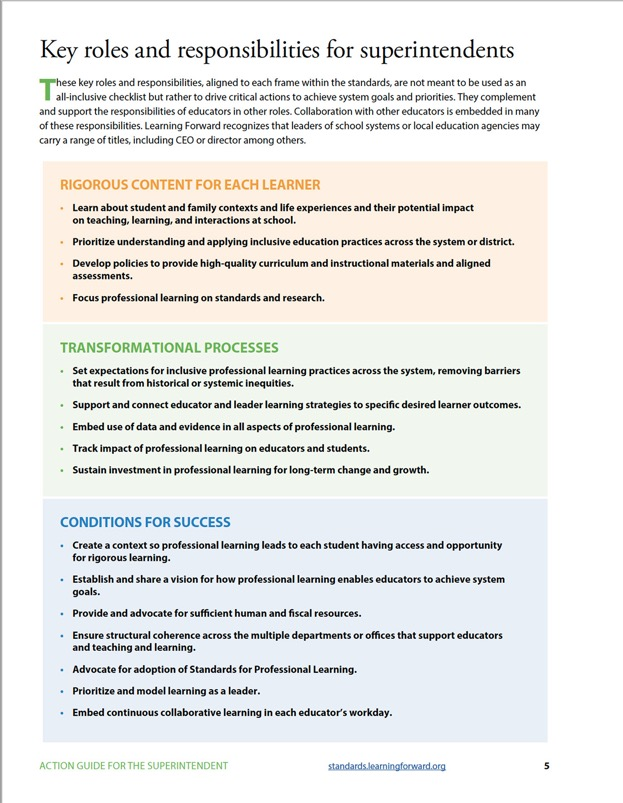 Key roles and responsibilities for superintendents
These key roles and responsibilities, aligned to each frame within the standards, are not meant to be used as an
all-inclusive checklist but rather to drive critical actions to achieve system goals and priorities. They complement
and support the responsibilities of educators in other roles. Collaboration with other educators is embedded in many
of these responsibilities. Learning Forward recognizes that leaders of school systems or local education agencies may
carry a range of titles, including CEO or director among others.
RIGOROUS CONTENT FOR EACH LEARNER
• Learn about student and family contexts and life experiences and their potential impact
on teaching, learning, and interactions at school.
• Prioritize understanding and applying inclusive education practices across the system or district.
• Develop policies to provide high-quality curriculum and instructional materials and aligned
assessments.
• Focus professional learning on standards and research.
TRANSFORMATIONAL PROCESSES
• Set expectations for inclusive professional learning practices across the system, removing barriers
that result from historical or systemic inequities.
• Support and connect educator and leader learning strategies to specific desired learner outcomes.
• Embed use of data and evidence in all aspects of professional learning.
• Track impact of professional learning on educators and students.
• Sustain investment in professional learning for long-term change and growth.
CONDITIONS FOR SUCCESS
• Create a context so professional learning leads to each student having access and opportunity
for rigorous learning.
• Establish and share a vision for how professional learning enables educators to achieve system
goals.
• Provide and advocate for sufficient human and fiscal resources.
• Ensure structural coherence across the multiple departments or offices that support educators
and teaching and learning.
• Advocate for adoption of Standards for Professional Learning.
• Prioritize and model learning as a leader.
• Embed continuous collaborative learning in each educator's workday.
ACTION GUIDE FOR THE SUPERINTENDENT standards.learningforward.org 5